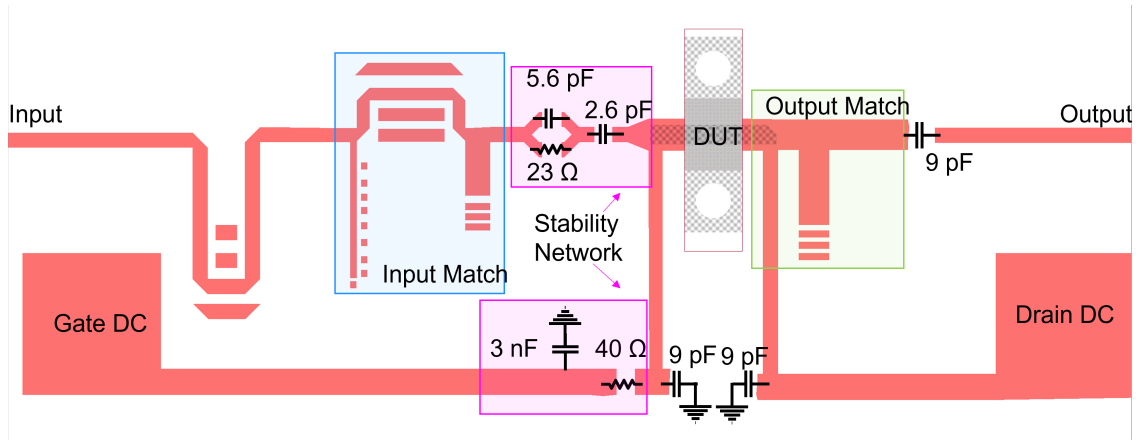 5.6 pF
2.6 pF
Output Match
Input
Output
DUT
9 pF
23 Ω
Stability
Network
Input Match
Gate DC
Drain DC
3 nF
40 Ω
9 pF
9 pF